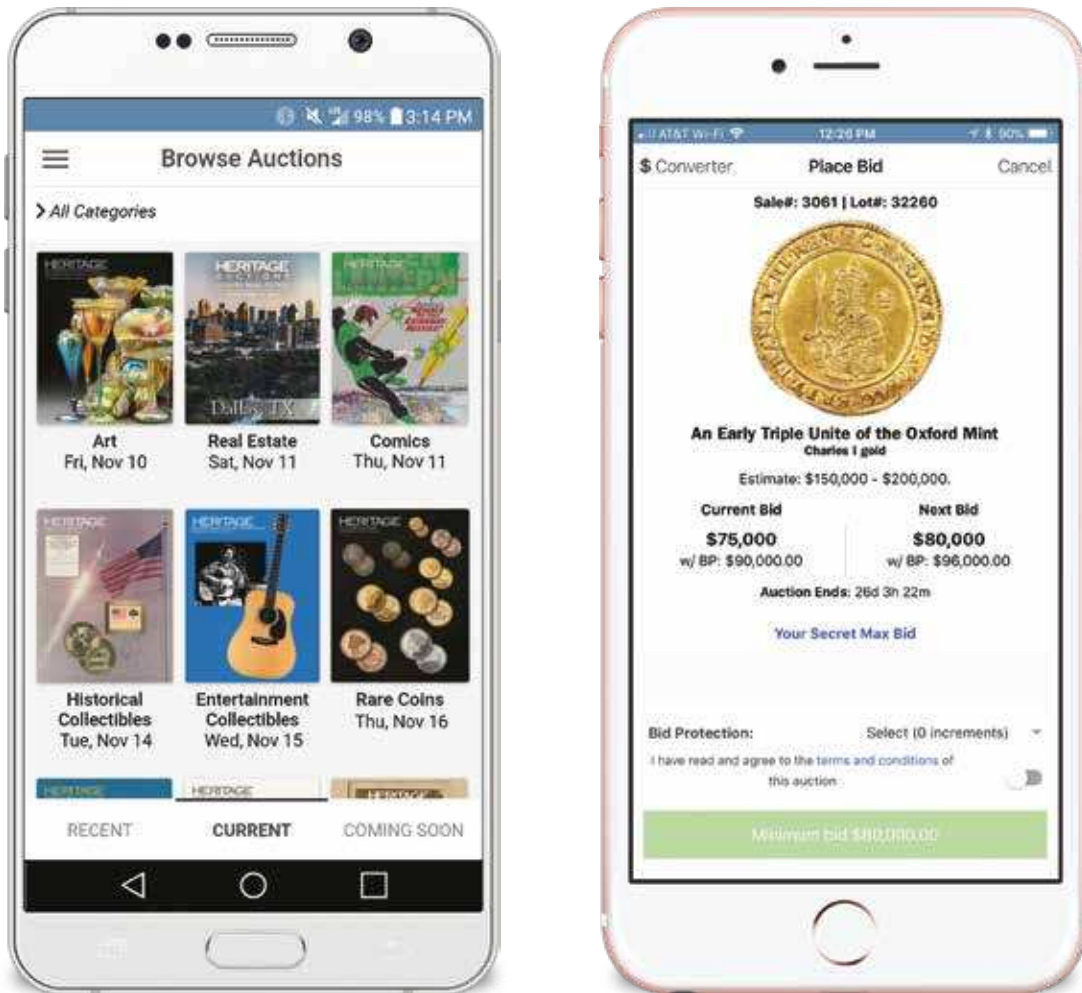 98% 3:14 PM
Browse Auctions
All Categories
HERITAGE
HERITAGE
AUCTIONS
Dallas, TX
HERITAGE
Art
Fri, Nov 10
Real Estate
Sat, Nov 11
Comics
Thu, Nov 11
HERITAGE
HERITAGE
HERITAGE
Historical
Collectibles
Tue, Nov 14
Entertainment
Collectibles
Wed, Nov 15
Rare Coins
Thu, Nov 16
HERITAGE
HERITAGE
HERITAGE
RECENT
CURRENT
COMING SOON
AT&T Wi-Fi
12:26 PM
90%
$ Converter
Place Bid
Cancel
Sale#: 3061 | Lot#: 32260
An Early Triple Unite of the Oxford Mint
Charles I gold
Estimate: $150,000 - $200,000.
Current Bid
$75,000
w/ BP: $90,000.00
Next Bid
$80,000
w/ BP: $96,000.00
Auction Ends: 26d 3h 22m
Your Secret Max Bid
Bid Protection:
Select (0 increments)
I have read and agree to the terms and conditions of
this auction
Minimum bid $80,000.00